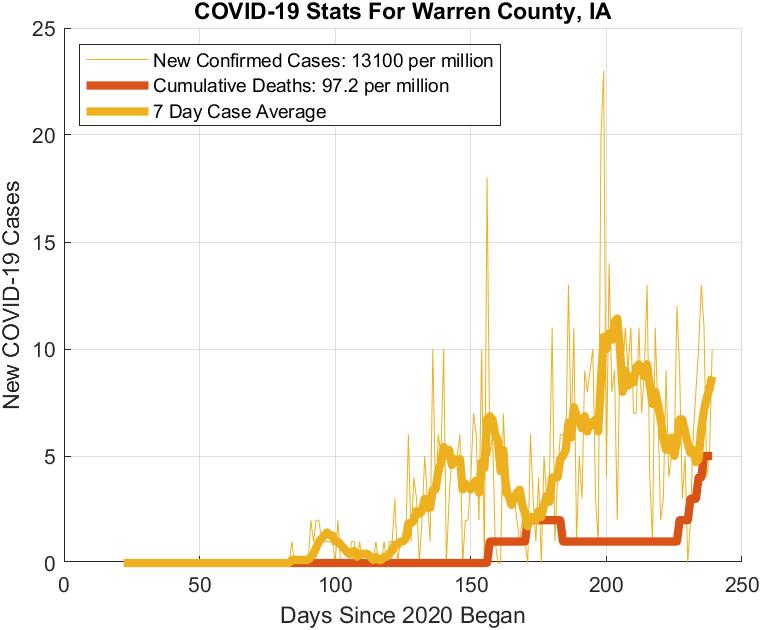 COVID-19 Stats For Warren County, IA
New Confirmed Cases: 13100 per million
Cumulative Deaths: 97.2 per million
7 Day Case Average
New COVID-19 Cases
25
20
15
10
5
0
0 50 100 150 200 250
Days Since 2020 Began